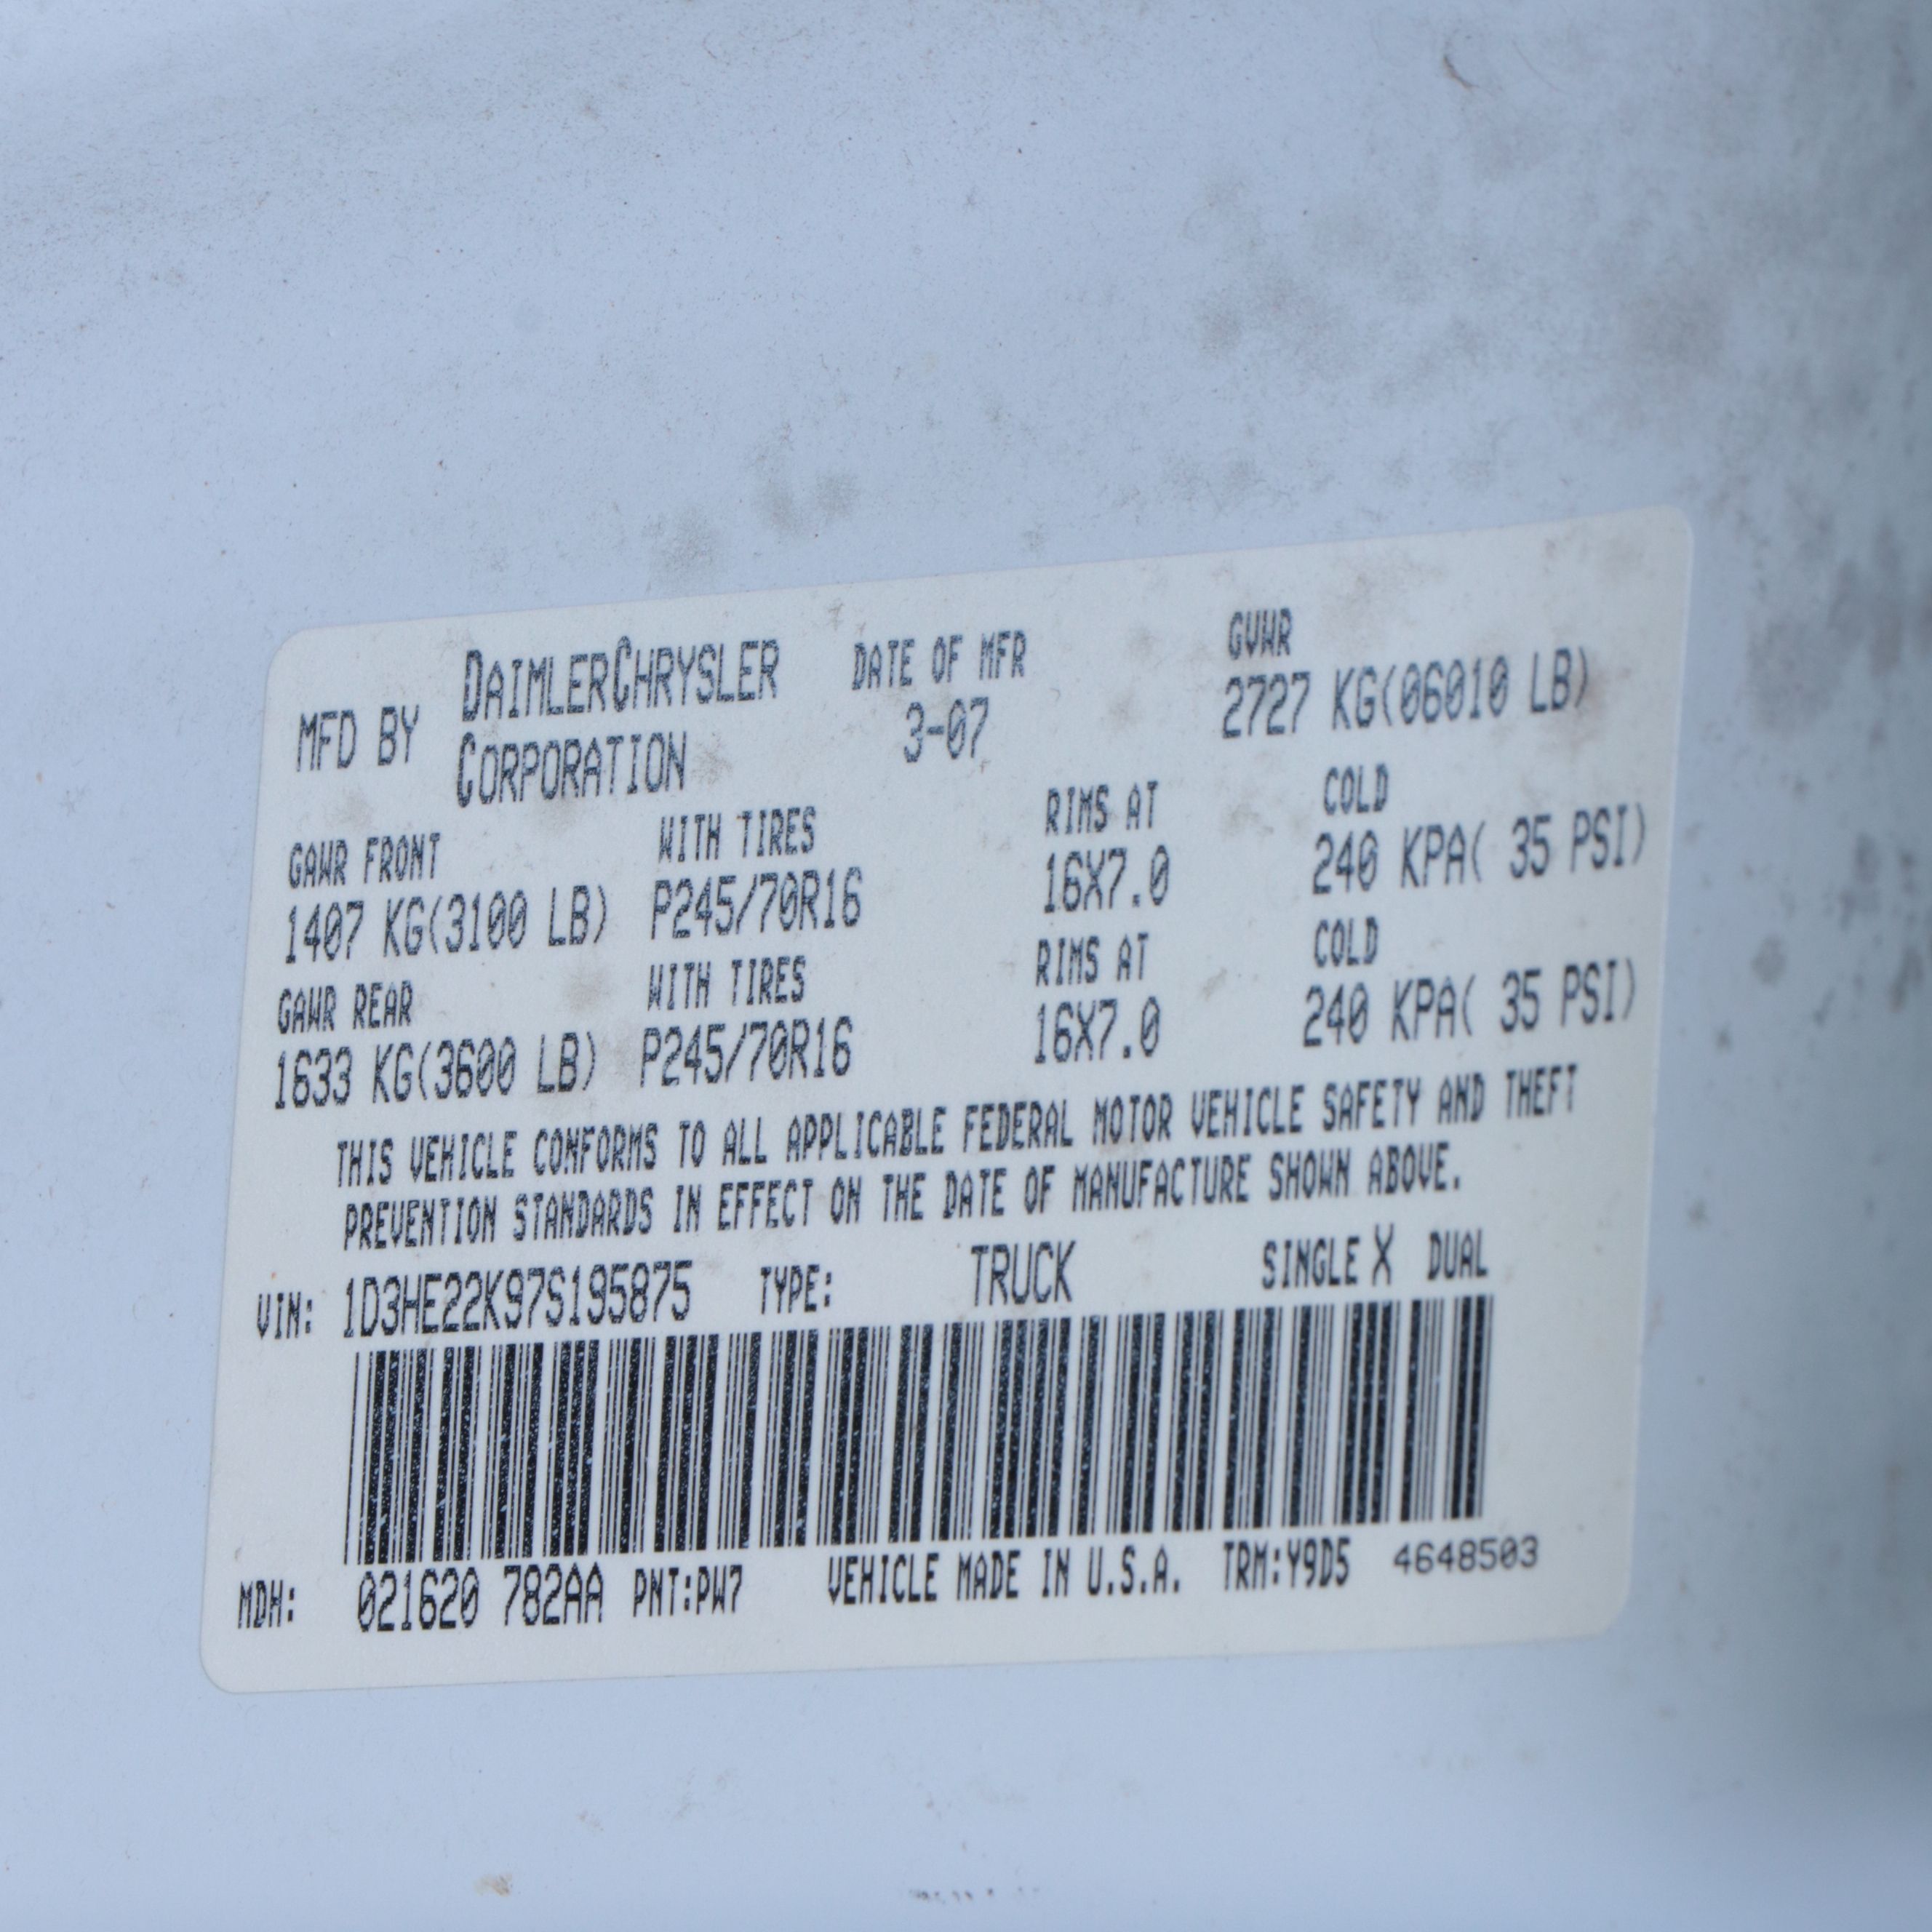 MFD BY DAIMLERCHRYSLER CORPORATION DATE OF MFR 3-07 GVWR 2727 KG(06010 LB)
GAWR FRONT WITH TIRES RIMS AT COLD
1407 KG(3100 LB) P245/70R16 16X7.0 240 KPA( 35 PSI)
GAWR REAR WITH TIRES RIMS AT COLD
1633 KG(3600 LB) P245/70R16 16X7.0 240 KPA( 35 PSI)
THIS VEHICLE CONFORMS TO ALL APPLICABLE FEDERAL MOTOR VEHICLE SAFETY AND THEFT
PREVENTION STANDARDS IN EFFECT ON THE DATE OF MANUFACTURE SHOWN ABOVE.
VIN: 1D3HE22K97S195875 TYPE: TRUCK SINGLE X DUAL
MDH: 021620 782AA PNT:PW7 VEHICLE MADE IN U.S.A. TRM:Y9D5 4648503